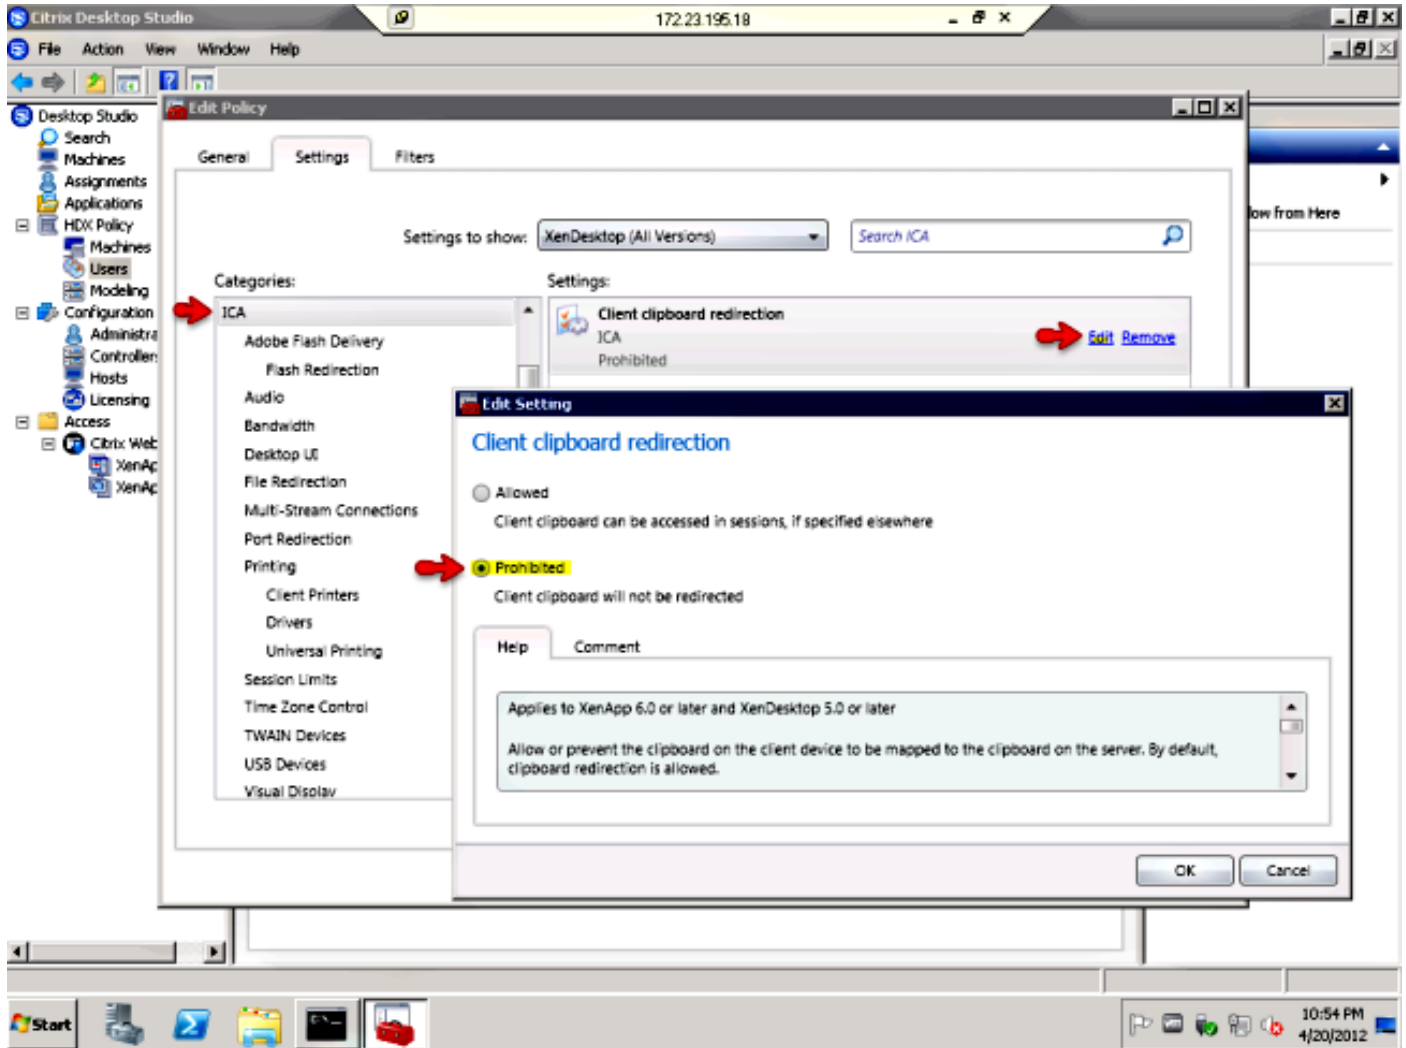 Citrix Desktop Studio
172.23.195.18
File Action View Window Help
Desktop Studio
Search
Machines
Assignments
Applications
HDX Policy
Machines
Users
Modeling
Configuration
Administra
Controller
Hosts
Licensing
Access
Citrix Web
XenAp
XenAp
Edit Policy
General Settings Filters
Settings to show: XenDesktop (All Versions) Search ICA
Categories:
ICA
Adobe Flash Delivery
Flash Redirection
Audio
Bandwidth
Desktop UI
File Redirection
Multi-Stream Connections
Port Redirection
Printing
Client Printers
Drivers
Universal Printing
Session Limits
Time Zone Control
TWAIN Devices
USB Devices
Visual Display
Settings:
Client clipboard redirection
ICA
Edit Remove
Prohibited
Edit Setting
Client clipboard redirection
Allowed
Client clipboard can be accessed in sessions, if specified elsewhere
Prohibited
Client clipboard will not be redirected
Help Comment
Applies to XenApp 6.0 or later and XenDesktop 5.0 or later
Allow or prevent the clipboard on the client device to be mapped to the clipboard on the server. By default,
clipboard redirection is allowed.
OK Cancel
from Here
Start
10:54 PM
4/20/2012